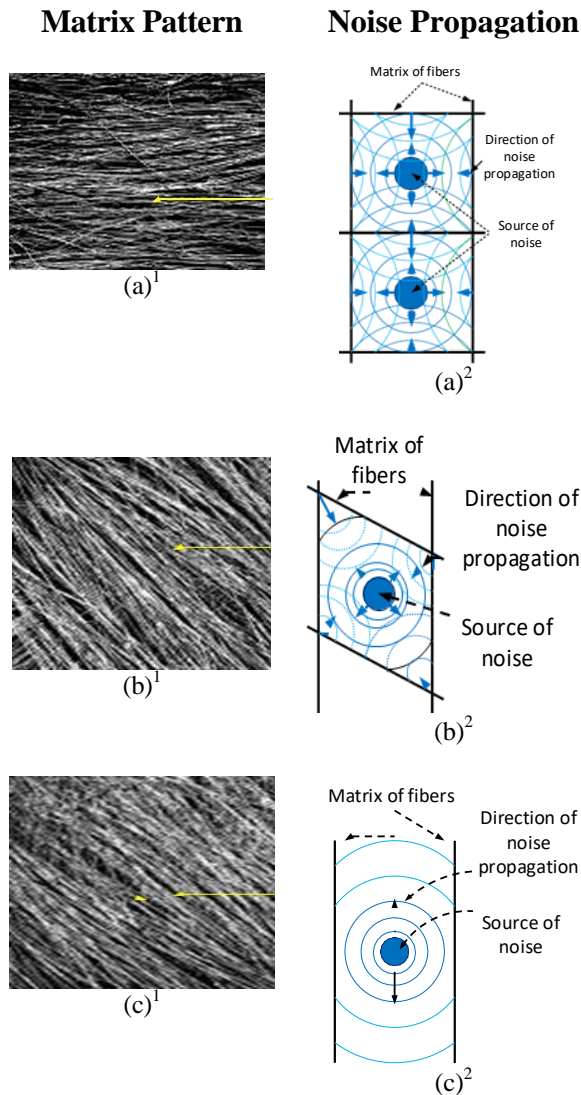 Matrix Pattern
Noise Propagation
Matrix of fibers
Direction of
noise
propagation
Source of
noise
(a)1
(a)2
Matrix of
fibers
Direction of
noise
propagation
Source of
noise
(b)1
(b)2
Matrix of fibers
Direction of
noise
propagation
Source of
noise
(c)1
(c)2